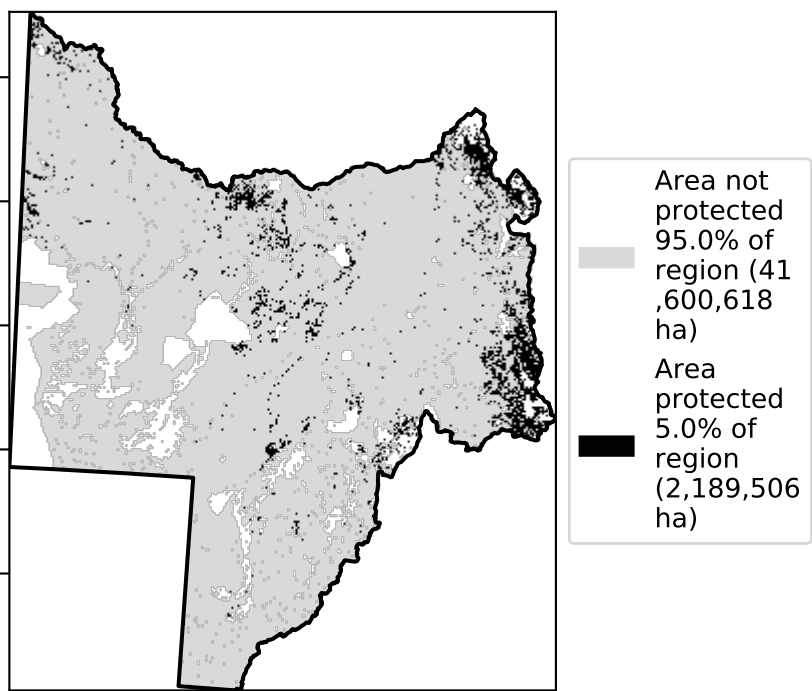 Area not
protected
95.0% of
region (41
,600,618
ha)
Area
protected
5.0% of
region
(2,189,506
ha)